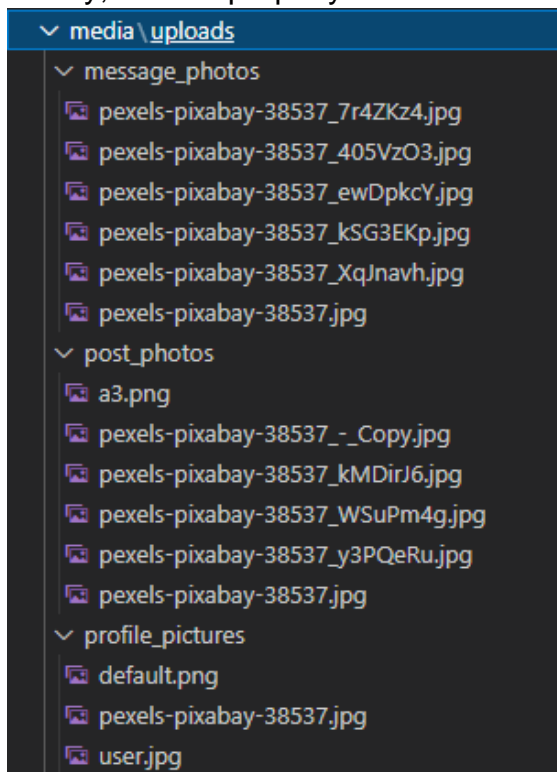 media\uploads
message_photos
pexels-pixabay-38537_7r4ZKz4.jpg
pexels-pixabay-38537_405VzO3.jpg
pexels-pixabay-38537_ewDpkcY.jpg
pexels-pixabay-38537_kSG3EKp.jpg
pexels-pixabay-38537_XqJnavh.jpg
pexels-pixabay-38537.jpg
post_photos
a3.png
pexels-pixabay-38537_-_Copy.jpg
pexels-pixabay-38537_kMDirJ6.jpg
pexels-pixabay-38537_WSuPm4g.jpg
pexels-pixabay-38537_y3PQeRu.jpg
pexels-pixabay-38537.jpg
profile_pictures
default.png
pexels-pixabay-38537.jpg
user.jpg